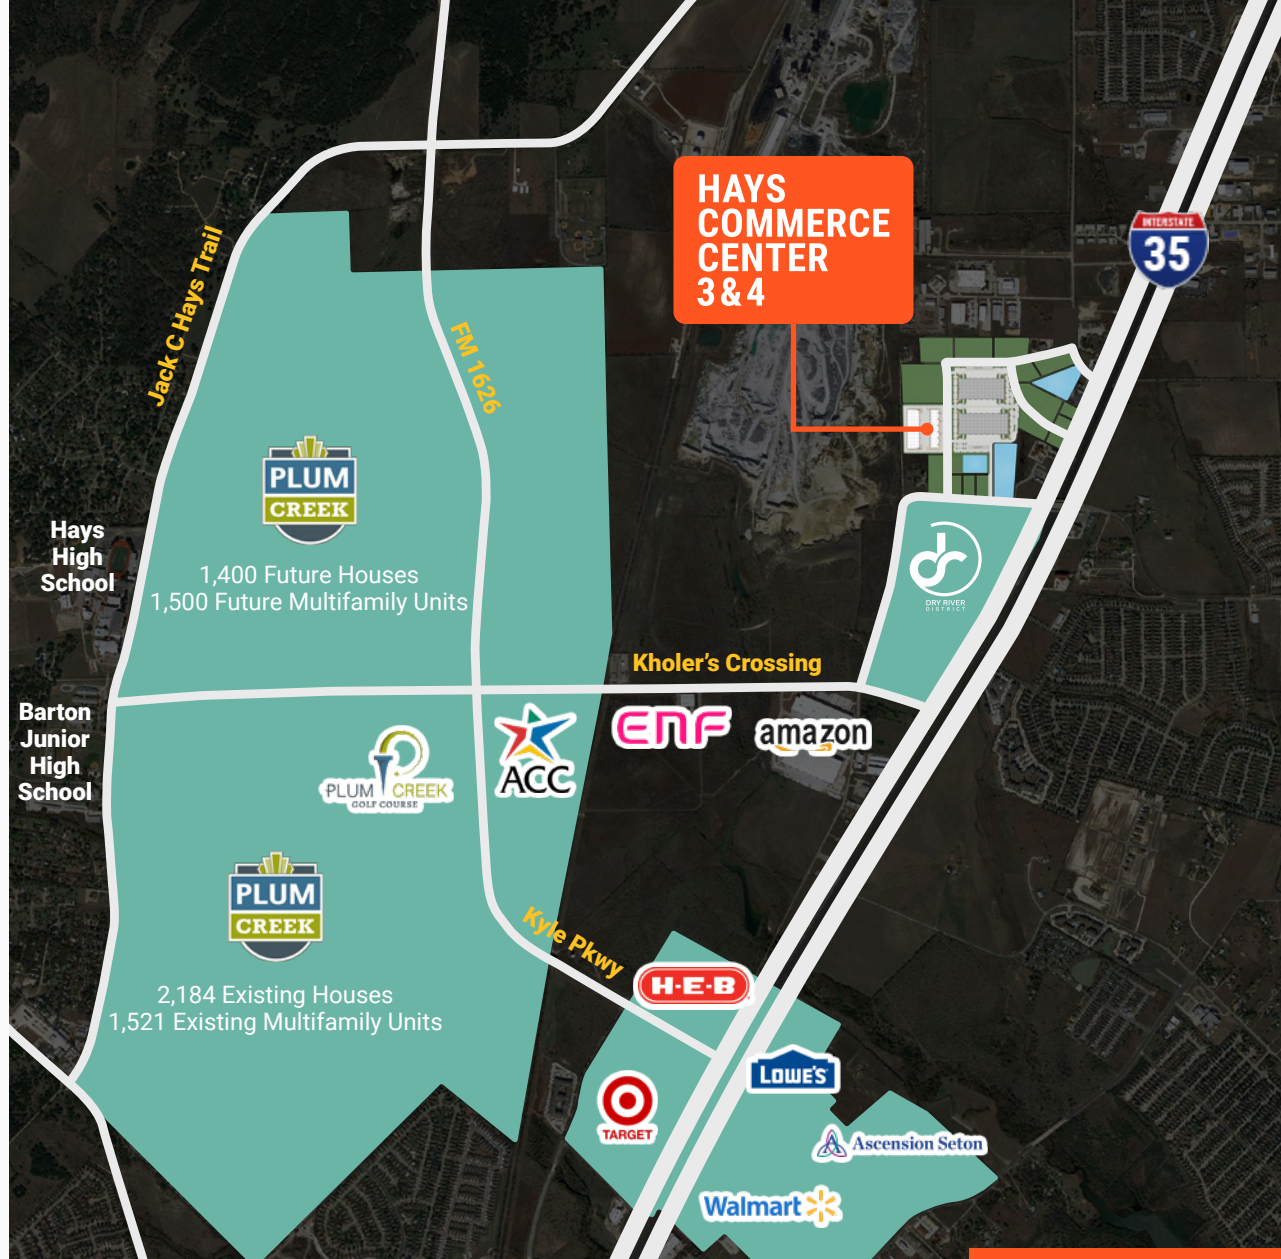 HAYS
COMMERCE
CENTER
3 & 4
INTERSTATE
35
Jack C Hays Trail
FM 1626
PLUM
CREEK
1,400 Future Houses
1,500 Future Multifamily Units
Hays
High
School
DRY RIVER
DISTRICT
Kholer's Crossing
Barton
Junior
High
School
PLUM CREEK
GOLF COURSE
ACC
ENF
amazon
PLUM
CREEK
2,184 Existing Houses
1,521 Existing Multifamily Units
Kyle Pkwy
H-E-B
LOWE'S
TARGET
Ascension Seton
Walmart